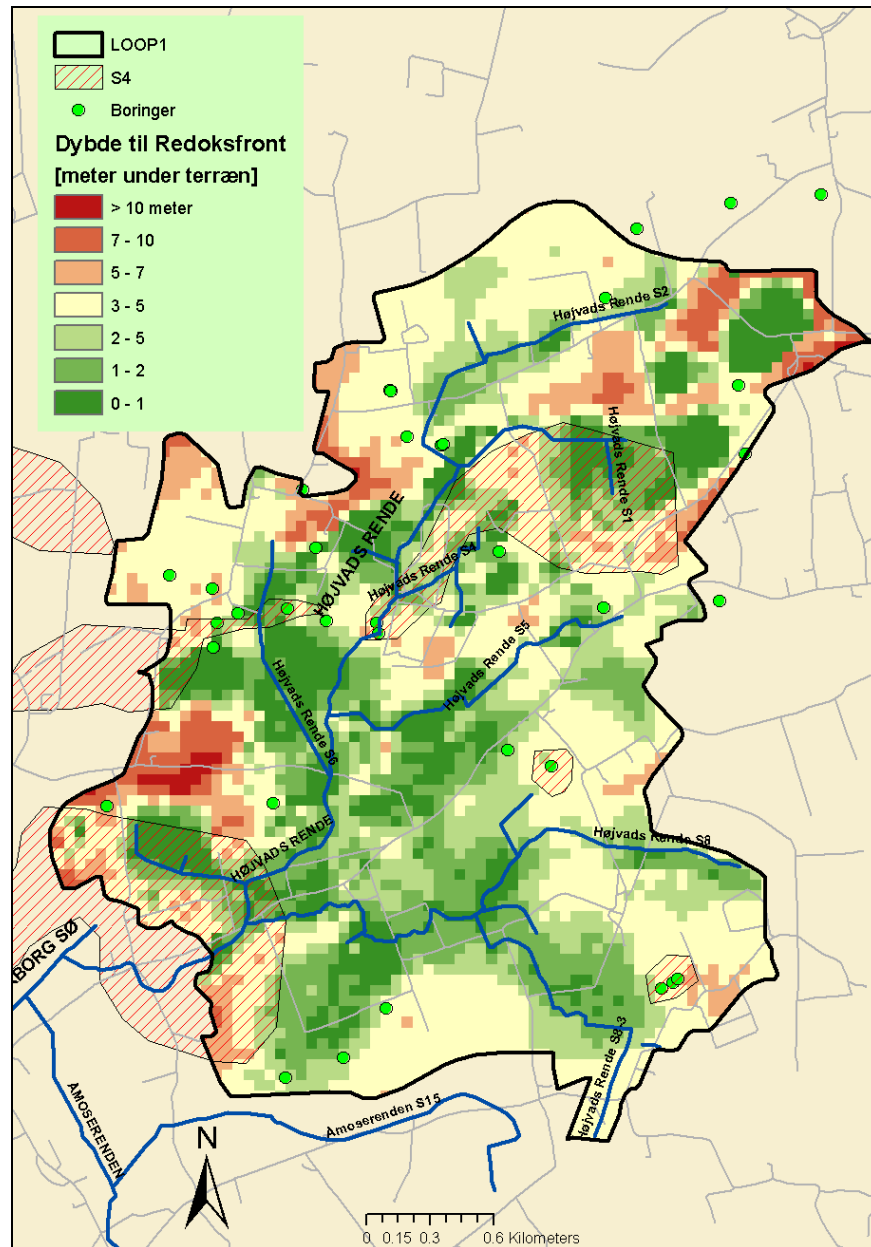 LOOP1
S4
Boringer
Dybde til Redoksfront
[meter under terræn]
> 10 meter
7 - 10
5 - 7
3 - 5
2 - 5
1 - 2
0 - 1
Højvads Rende S2
Højvads Rende S1
HØJVADS RENDE
Højvads Rende S4
Højvads Rende S5
Højvads Rende S6
HØJVADS RENDE
Højvads Rende S8
RBORG SØ
Højvads Rende S8-3
AMOSERENDEN
Amoserenden S15
N
0 0.15 0.3 0.6 Kilometers